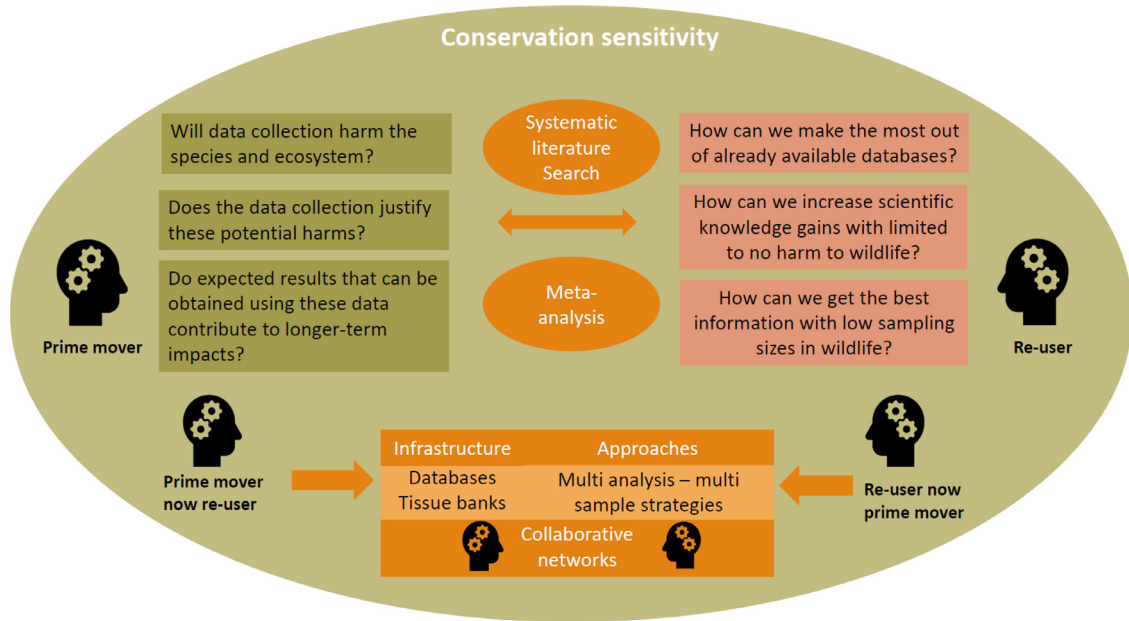 Conservation sensitivity
Will data collection harm the
species and ecosystem?
Does the data collection justify
these potential harms?
Do expected results that can be
obtained using these data
contribute to longer-term
impacts?
Prime mover
Systematic
literature
Search
Meta-
analysis
How can we make the most out
of already available databases?
How can we increase scientific
knowledge gains with limited
to no harm to wildlife?
How can we get the best
information with low sampling
sizes in wildlife?
Re-user
Prime mover
now re-user
Infrastructure
Approaches
Databases
Tissue banks
Multi analysis – multi
sample strategies
Collaborative
networks
Re-user now
prime mover